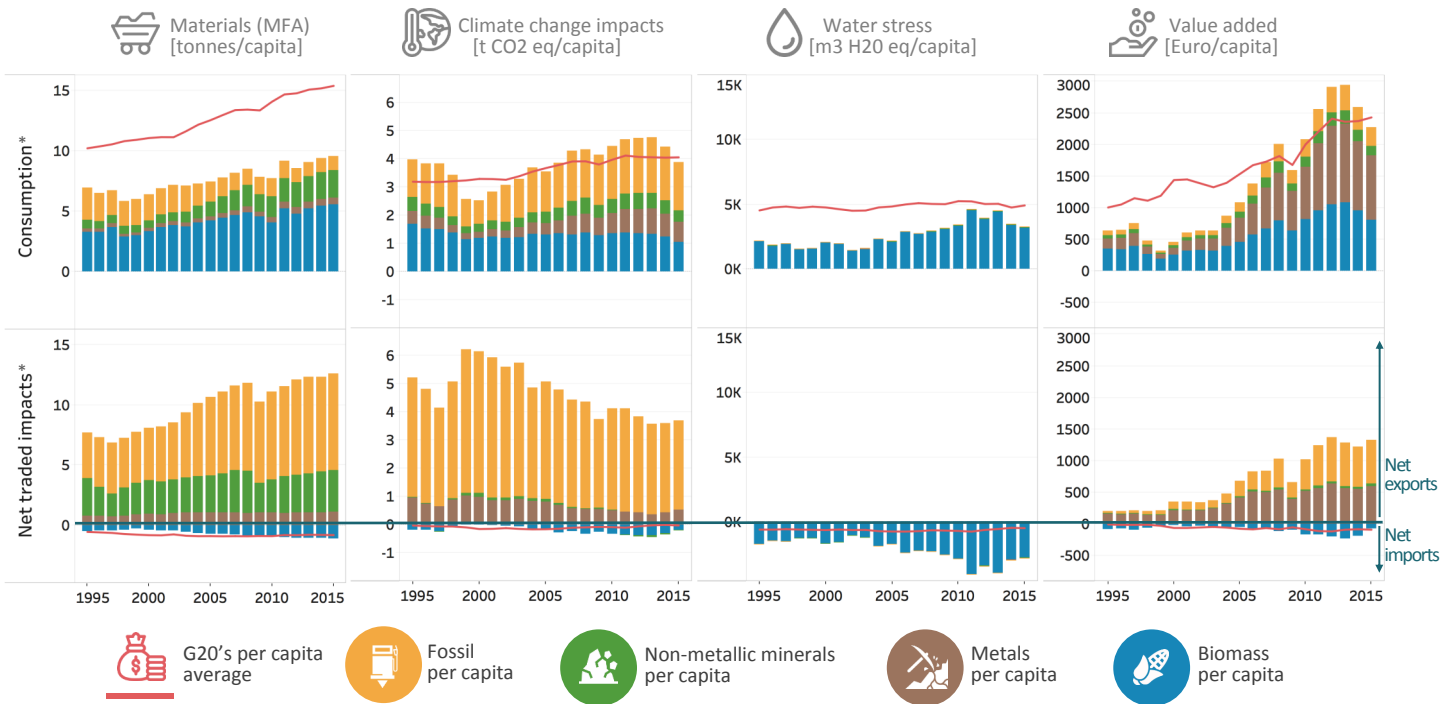 Materials (MFA)
[tonnes/capita]
Climate change impacts
[t CO2 eq/capita]
Water stress
[m3 H20 eq/capita]
Value added
[Euro/capita]
Consumption*
15
10
5
0
6
5
4
3
2
1
0
-1
15K
10K
5K
0K
3000
2500
2000
1500
1000
500
0
-500
Net traded impacts*
15
10
5
0
6
5
4
3
2
1
0
-1
15K
10K
5K
0K
3000
2500
2000
1500
1000
500
0
-500
Net
exports
Net
imports
1995 2000 2005 2010 2015
1995 2000 2005 2010 2015
1995 2000 2005 2010 2015
1995 2000 2005 2010 2015
G20's per capita
average
Fossil
per capita
Non-metallic minerals
per capita
Metals
per capita
Biomass
per capita